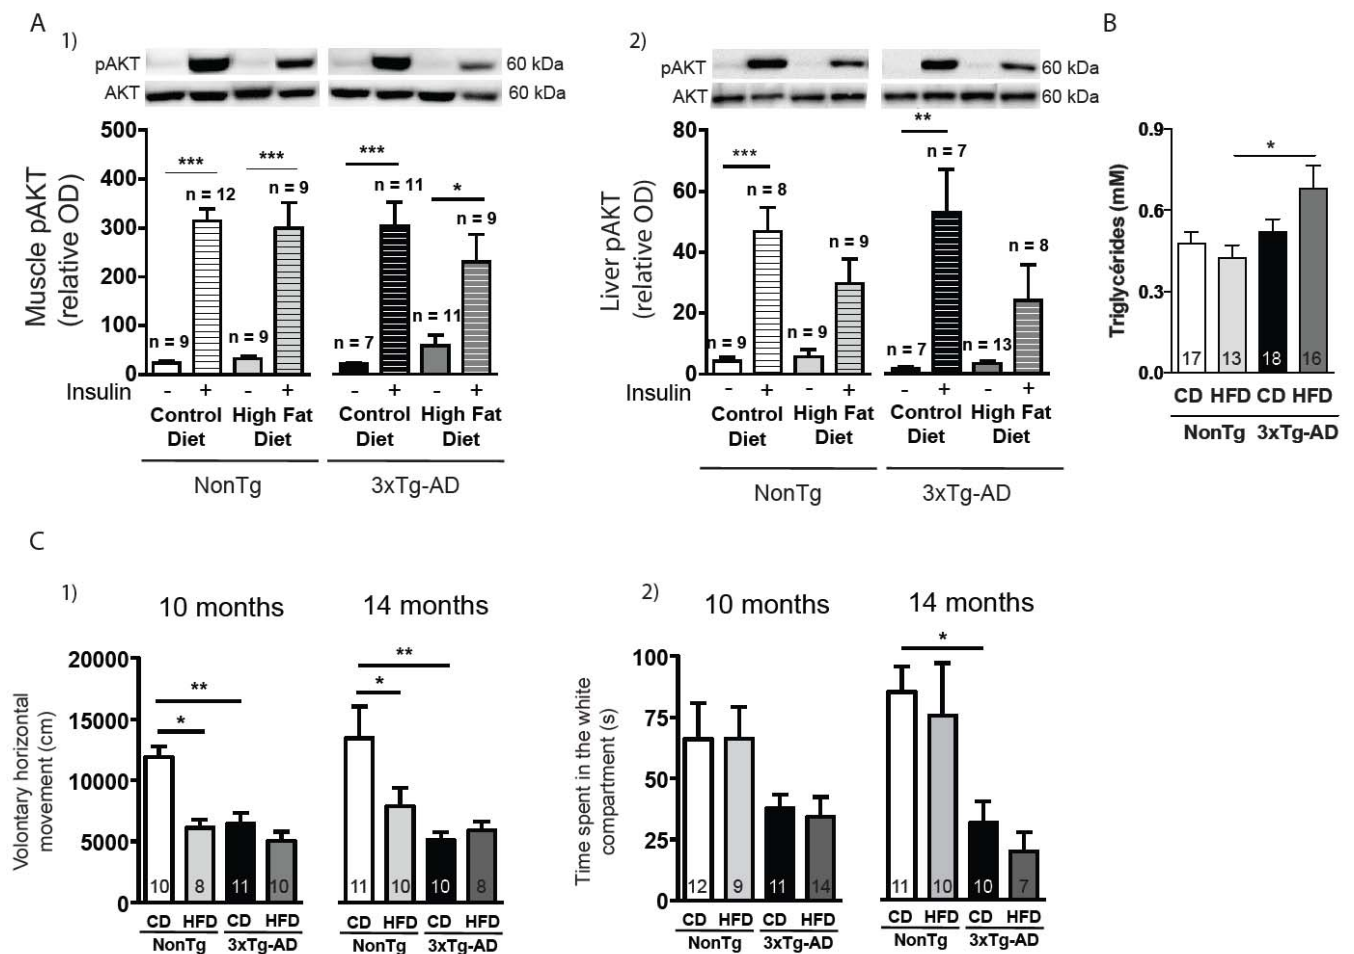 A
B
1)
2)
pAKT
60 kDa
AKT
60 kDa
pAKT
60 kDa
AKT
60 kDa
Muscle pAKT
(relative OD)
500
400
300
200
100
0
***
n = 12
***
n = 9
***
n = 11
*
n = 9
n = 9
n = 9
n = 7
n = 11
Insulin - + - + - + - +
Control Diet
High Fat Diet
Control Diet
High Fat Diet
NonTg
3xTg-AD
Liver pAKT
(relative OD)
80
60
40
20
0
***
n = 8
n = 9
**
n = 7
n = 8
n = 9
n = 9
n = 7
n = 13
- + - + - + - +
Control Diet
High Fat Diet
Control Diet
High Fat Diet
NonTg
3xTg-AD
Triglycérides (mM)
0.9
0.6
0.3
0.0
*
17 13 18 16
CD HFD CD HFD
NonTg 3xTg-AD
C
1)
10 months
14 months
Volontary horizontal
movement (cm)
20000
15000
10000
5000
0
**
*
10 8 11 10
CD HFD CD HFD
NonTg 3xTg-AD
**
*
11 10 10 8
CD HFD CD HFD
NonTg 3xTg-AD
2)
10 months
14 months
Time spent in the white
compartment (s)
100
75
50
25
0
12 9 11 14
CD HFD CD HFD
NonTg 3xTg-AD
*
11 10 10 7
CD HFD CD HFD
NonTg 3xTg-AD